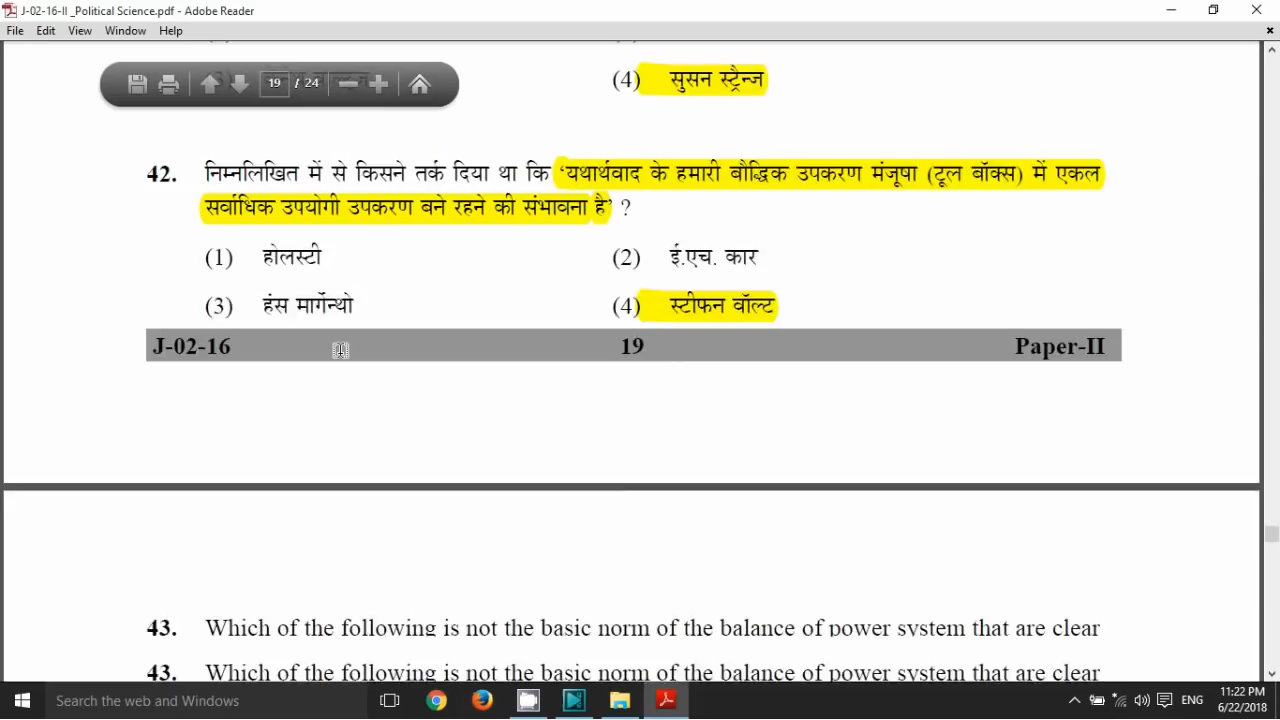 J-02-16-II _Political Science.pdf - Adobe Reader
File Edit View Window Help
19 / 24
(4) सुसन स्ट्रैन्ज
42. निम्नलिखित में से किसने तर्क दिया था कि ‘यथार्थवाद के हमारी बौद्धिक उपकरण मंजूषा (टूल बॉक्स) में एकल
सर्वाधिक उपयोगी उपकरण बने रहने की संभावना है’ ?
(1) होलस्टी (2) ई.एच. कार
(3) हंस मार्गेन्थो (4) स्टीफन वॉल्ट
J-02-16 19 Paper-II
43. Which of the following is not the basic norm of the balance of power system that are clear
43. Which of the following is not the basic norm of the balance of power system that are clear
Search the web and Windows
ENG
11:22 PM
6/22/2018